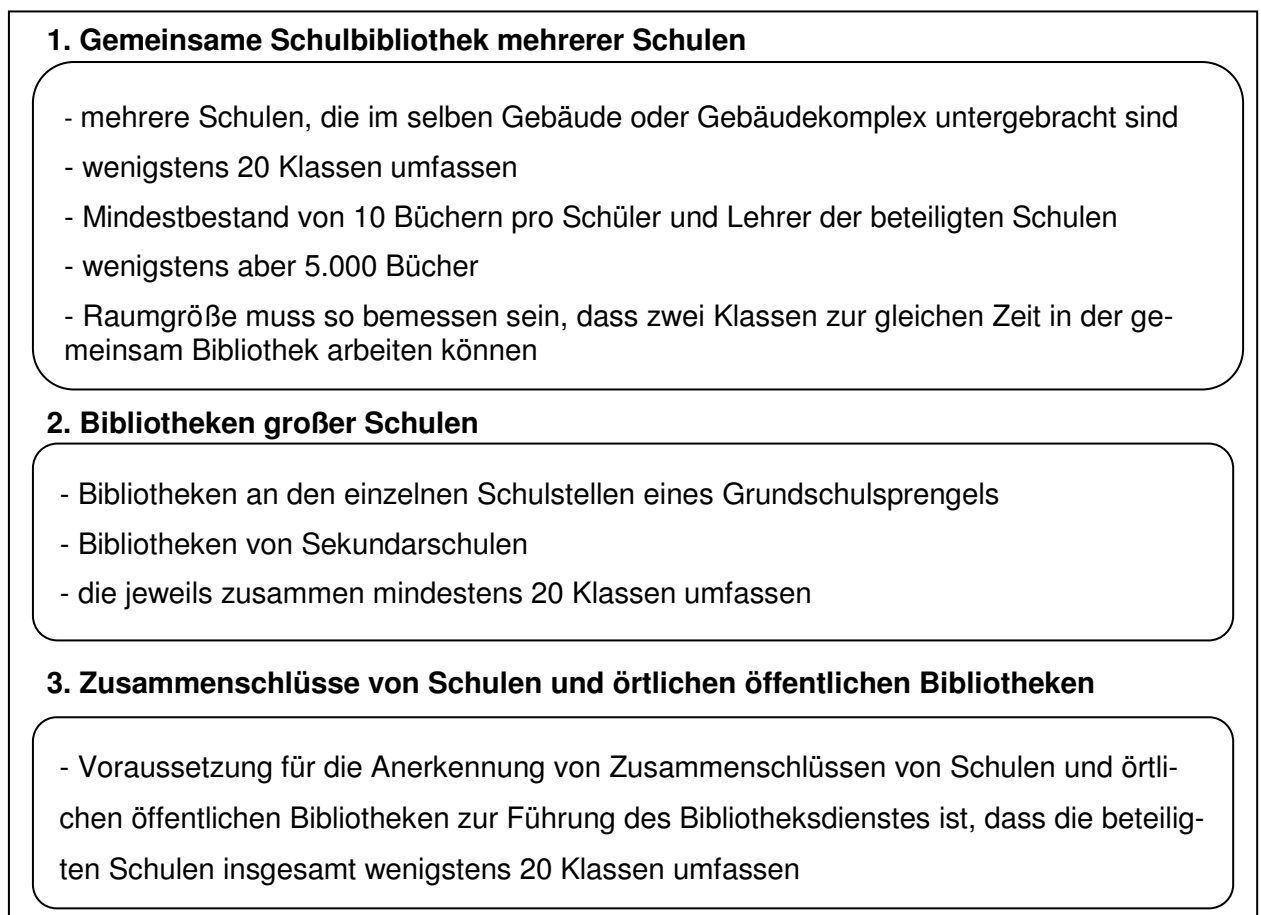 1. Gemeinsame Schulbibliothek mehrerer Schulen
- mehrere Schulen, die im selben Gebäude oder Gebäudekomplex untergebracht sind
- wenigstens 20 Klassen umfassen
- Mindestbestand von 10 Büchern pro Schüler und Lehrer der beteiligten Schulen
- wenigstens aber 5.000 Bücher
- Raumgröße muss so bemessen sein, dass zwei Klassen zur gleichen Zeit in der ge-
meinsam Bibliothek arbeiten können
2. Bibliotheken großer Schulen
- Bibliotheken an den einzelnen Schulstellen eines Grundschulsprengels
- Bibliotheken von Sekundarschulen
- die jeweils zusammen mindestens 20 Klassen umfassen
3. Zusammenschlüsse von Schulen und örtlichen öffentlichen Bibliotheken
- Voraussetzung für die Anerkennung von Zusammenschlüssen von Schulen und örtli-
chen öffentlichen Bibliotheken zur Führung des Bibliotheksdienstes ist, dass die beteilig-
ten Schulen insgesamt wenigstens 20 Klassen umfassen